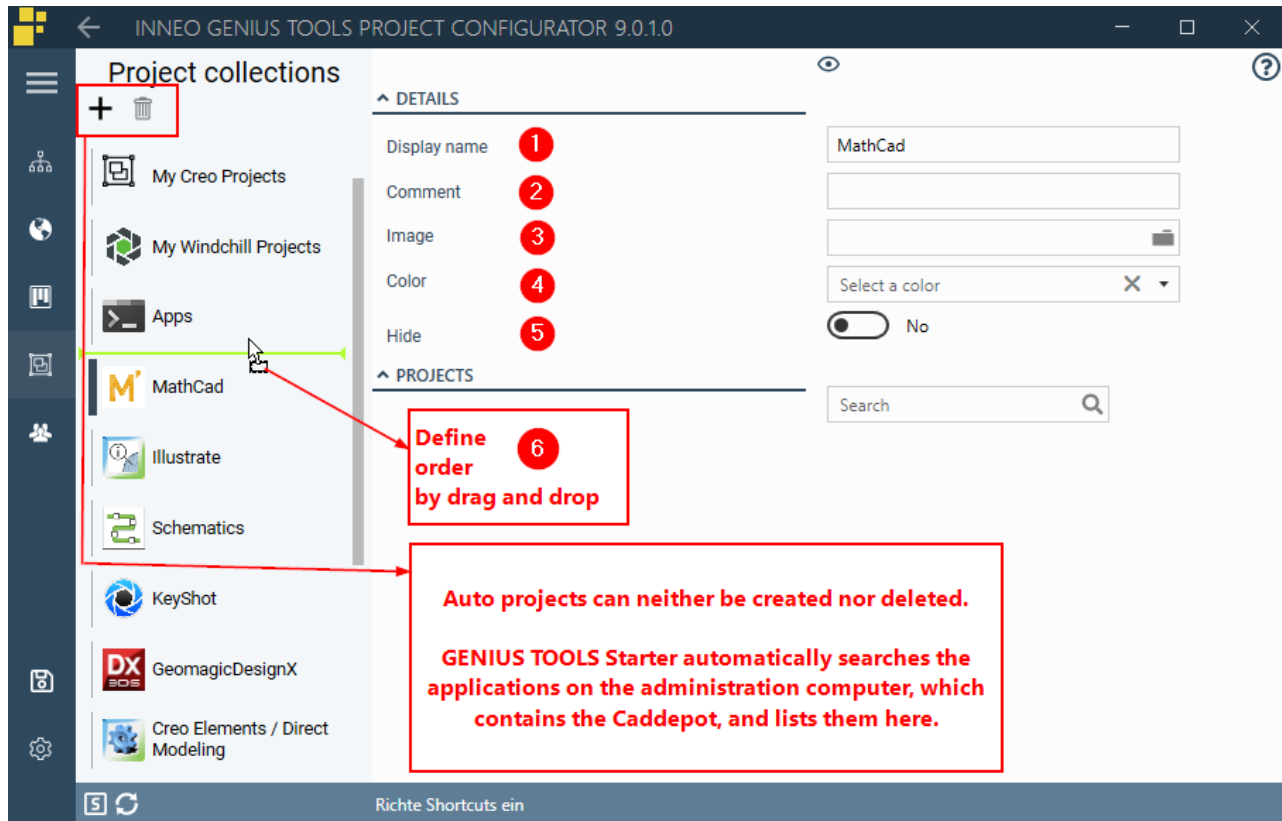 INNEO GENIUS TOOLS PROJECT CONFIGURATOR 9.0.1.0
Project collections
DETAILS
Display name
1
MathCad
Comment
2
Image
3
Color
4
Select a color
Hide
5
No
PROJECTS
Search
My Creo Projects
My Windchill Projects
Apps
MathCad
Illustrate
Schematics
KeyShot
DX
3DS
GeomagicDesignX
Creo Elements / Direct
Modeling
Define
6
order
by drag and drop
Auto projects can neither be created nor deleted.
GENIUS TOOLS Starter automatically searches the
applications on the administration computer, which
contains the Caddepot, and lists them here.
S
Richte Shortcuts ein